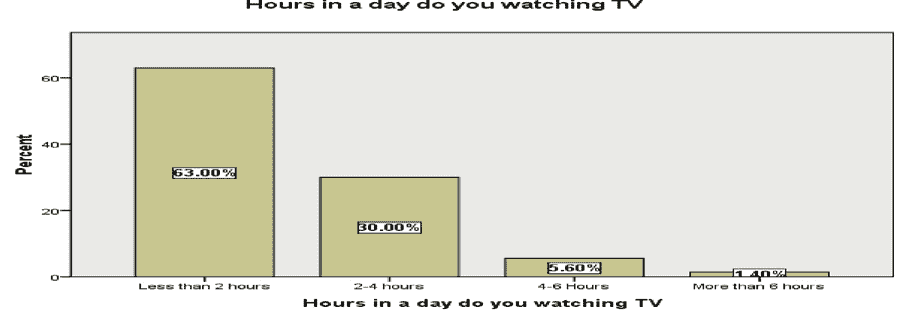 Hours in a day do you watching TV
Percent
60
40
20
0
63.00%
30.00%
5.60%
1.40%
Less than 2 hours
2-4 hours
4-6 Hours
More than 6 hours
Hours in a day do you watching TV